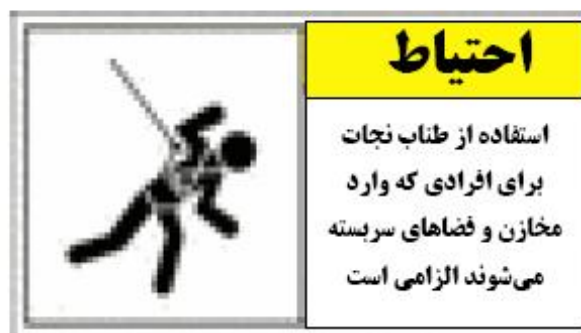 احتیاط
استفاده از طناب نجات
برای افرادی که وارد
مخازن و فضاهای سربسته
می‌شوند الزامی است